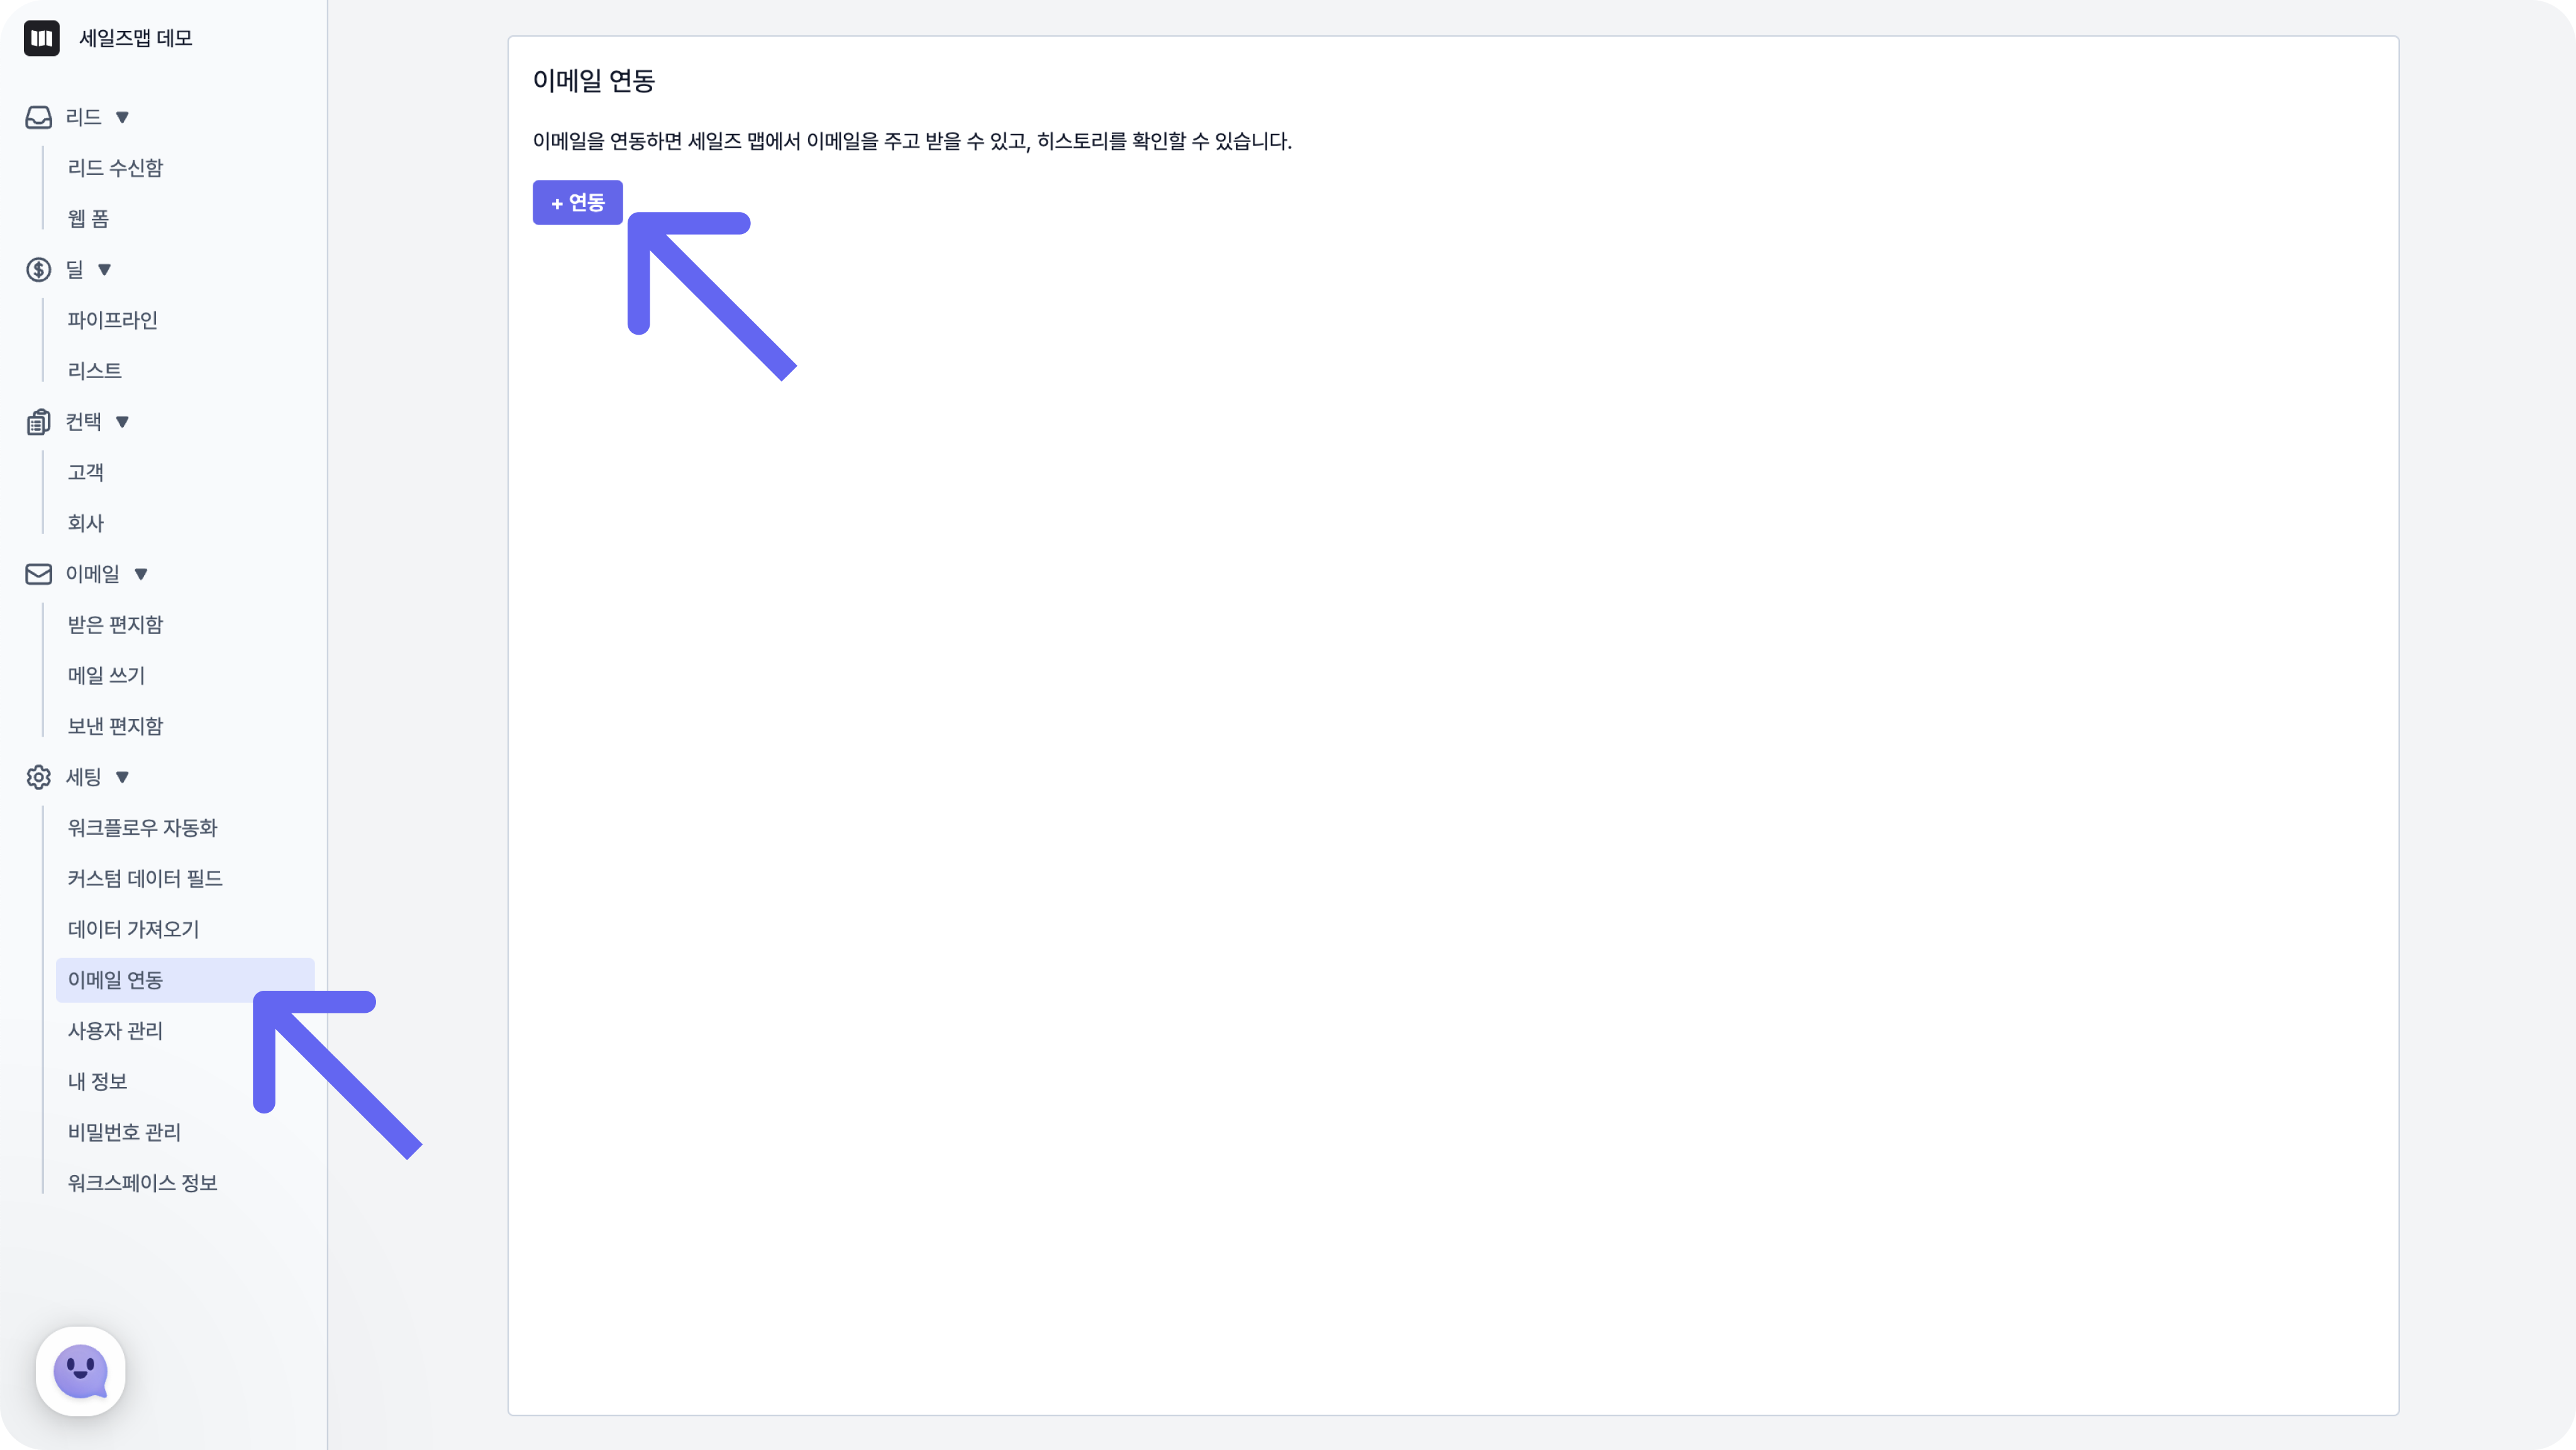 세일즈맵 데모
리드 ▼
리드 수신함
웹 폼
딜 ▼
파이프라인
리스트
컨택 ▼
고객
회사
이메일 ▼
받은 편지함
메일 쓰기
보낸 편지함
세팅 ▼
워크플로우 자동화
커스텀 데이터 필드
데이터 가져오기
이메일 연동
사용자 관리
내 정보
비밀번호 관리
워크스페이스 정보
이메일 연동
이메일을 연동하면 세일즈 맵에서 이메일을 주고 받을 수 있고, 히스토리를 확인할 수 있습니다.
+ 연동